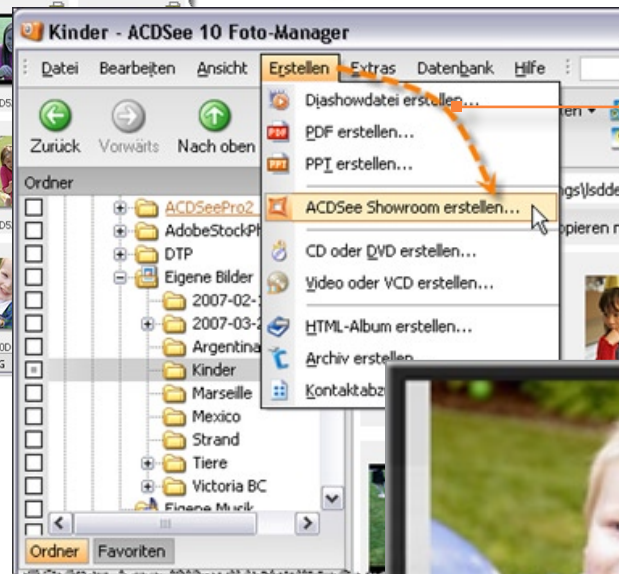 Kinder - ACDSee 10 Foto-Manager
Datei Bearbeiten Ansicht Erstellen Extras Datenbank Hilfe
Zurück Vorwärts Nach oben
Diashowdatei erstellen...
PDF erstellen...
PPT erstellen...
ACDSee Showroom erstellen...
CD oder DVD erstellen...
Video oder VCD erstellen...
HTML-Album erstellen...
Archiv erstellen
Kontaktabz
Ordner
ACDSeePro2
AdobeStockPh
DTP
Eigene Bilder
2007-02-
2007-03-2
Argentina
Kinder
Marseille
Mexico
Strand
Tiere
Victoria BC
Eigene Musik
Ordner Favoriten